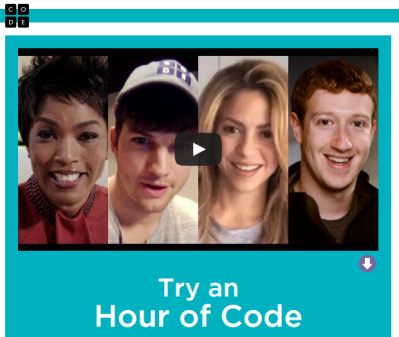 C O
D E
Try an
Hour of Code